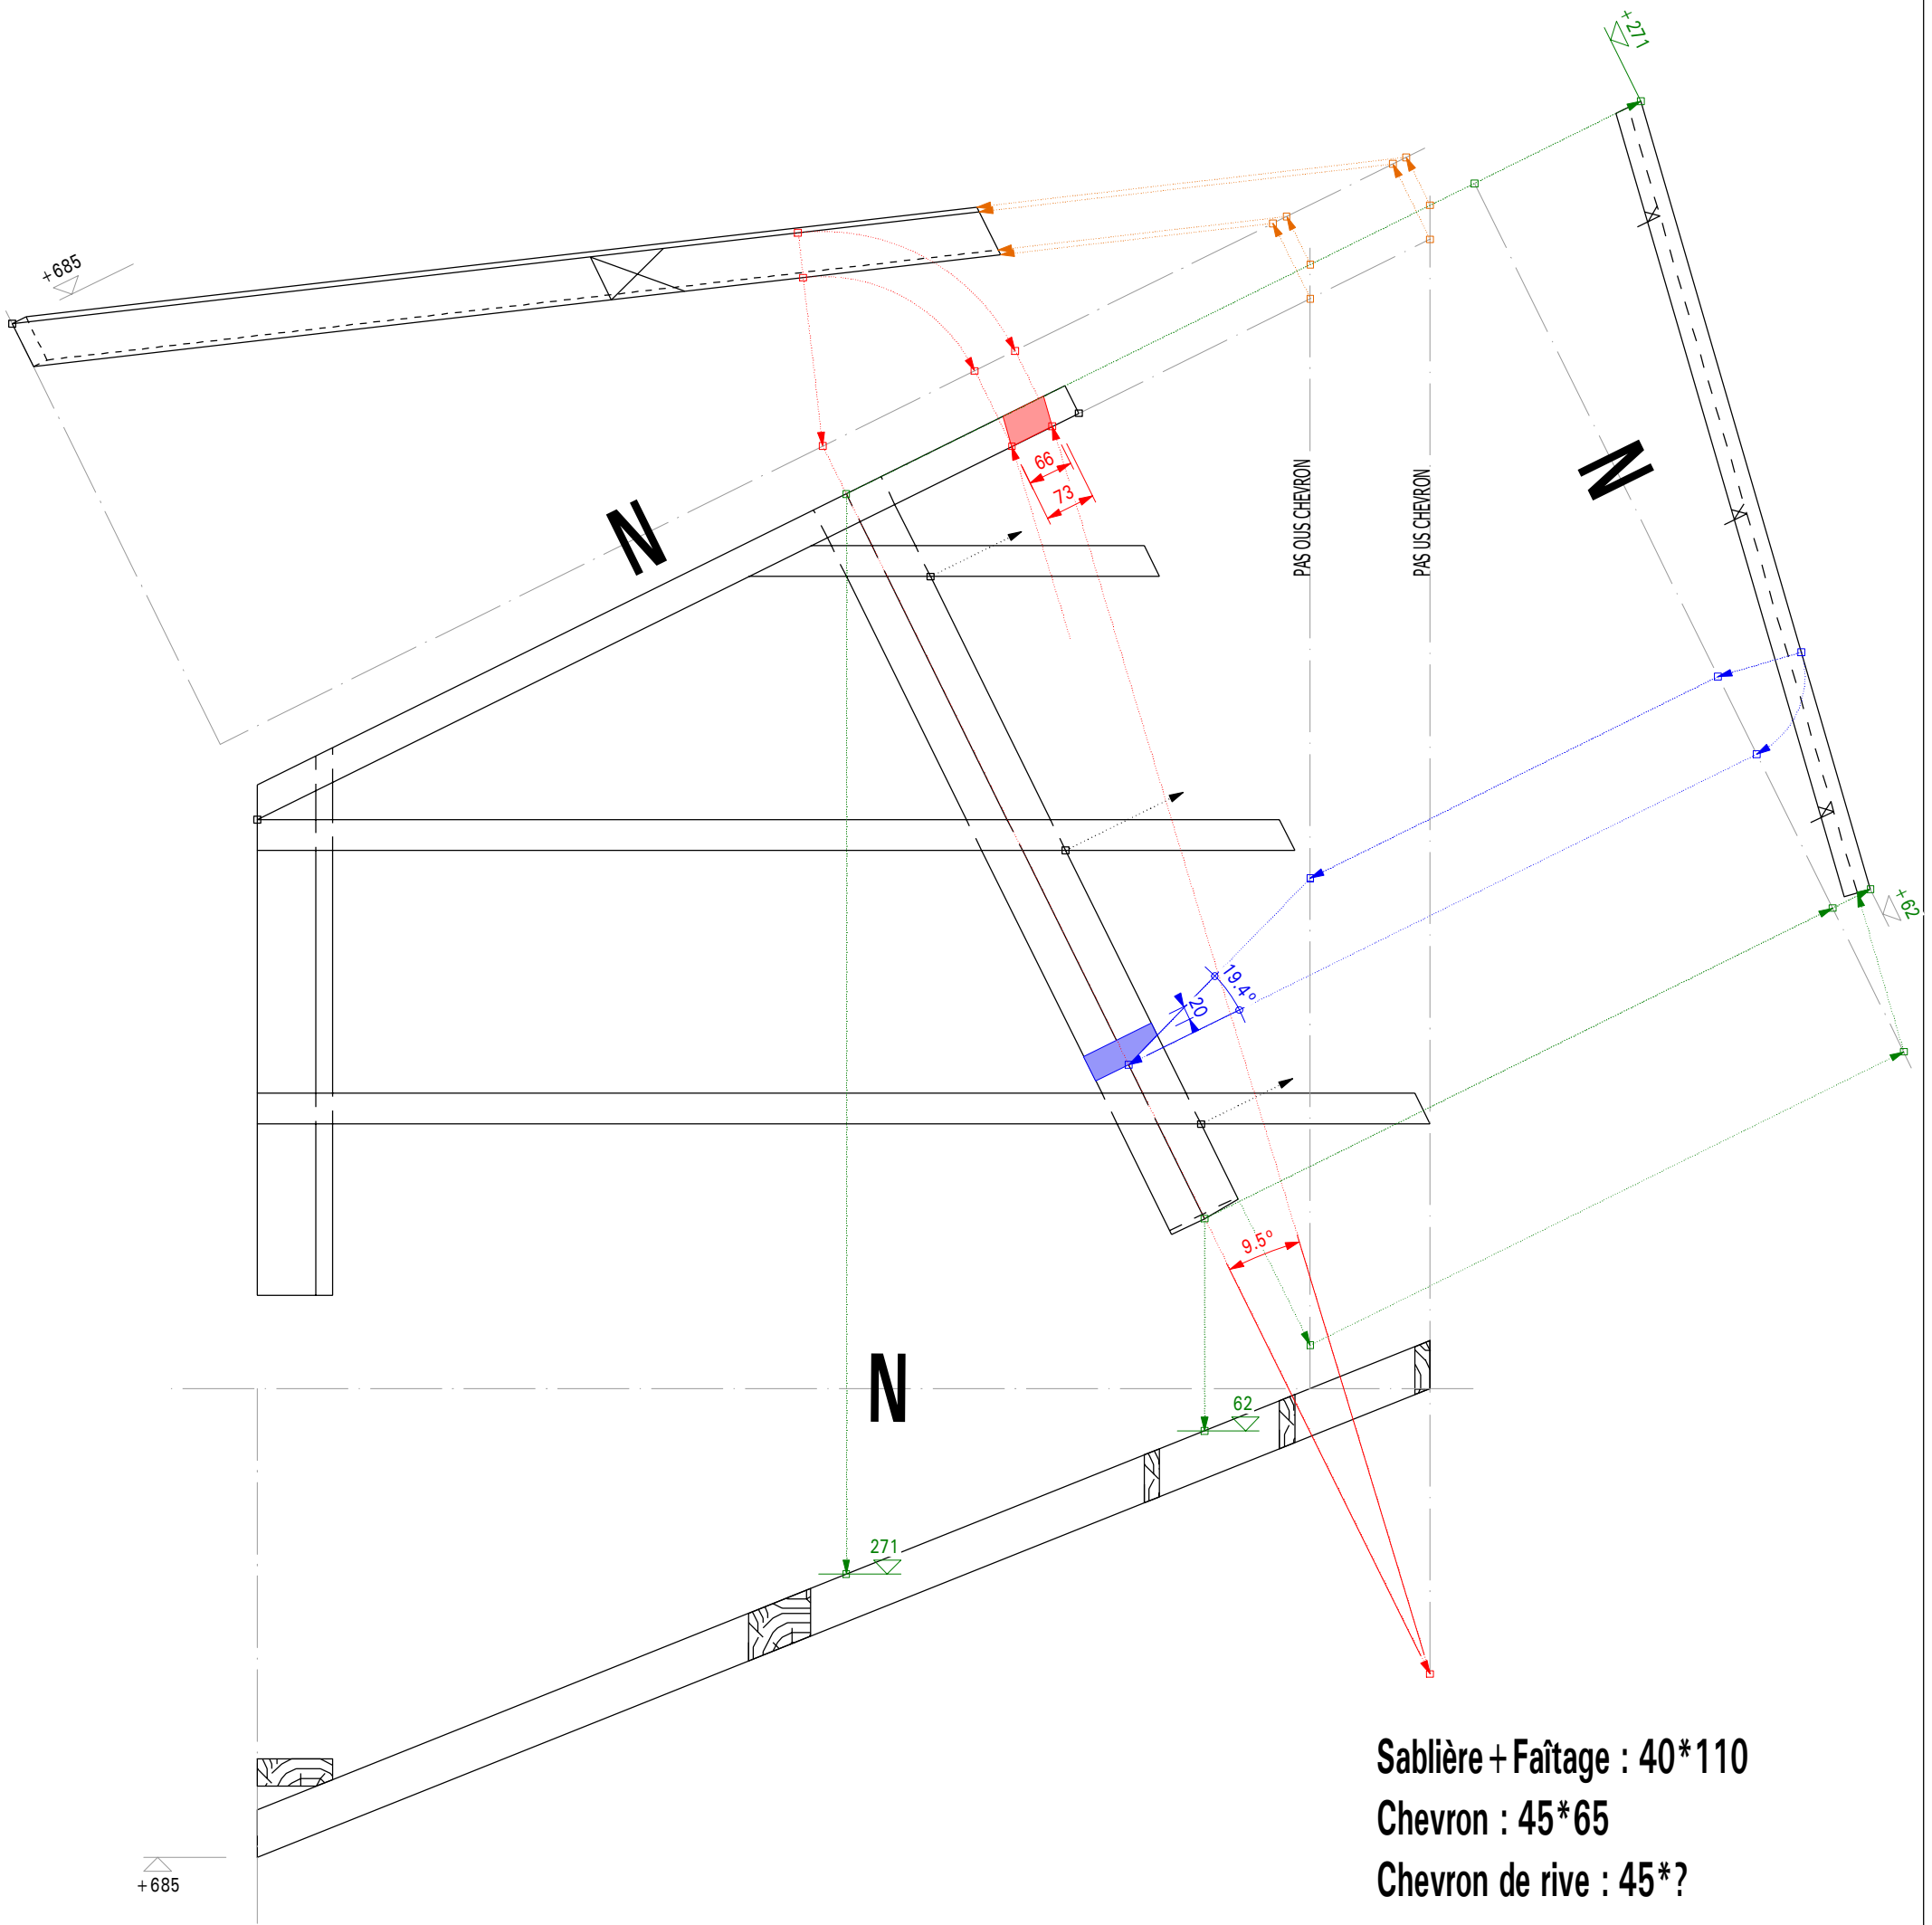 +271
+685
N
N
66
73
PAS OUS CHEVRON
PAS US CHEVRON
+62
19.4°
20
9.5°
N
62
271
+685
Sablière + Faîtage : 40*110
Chevron : 45*65
Chevron de rive : 45*?